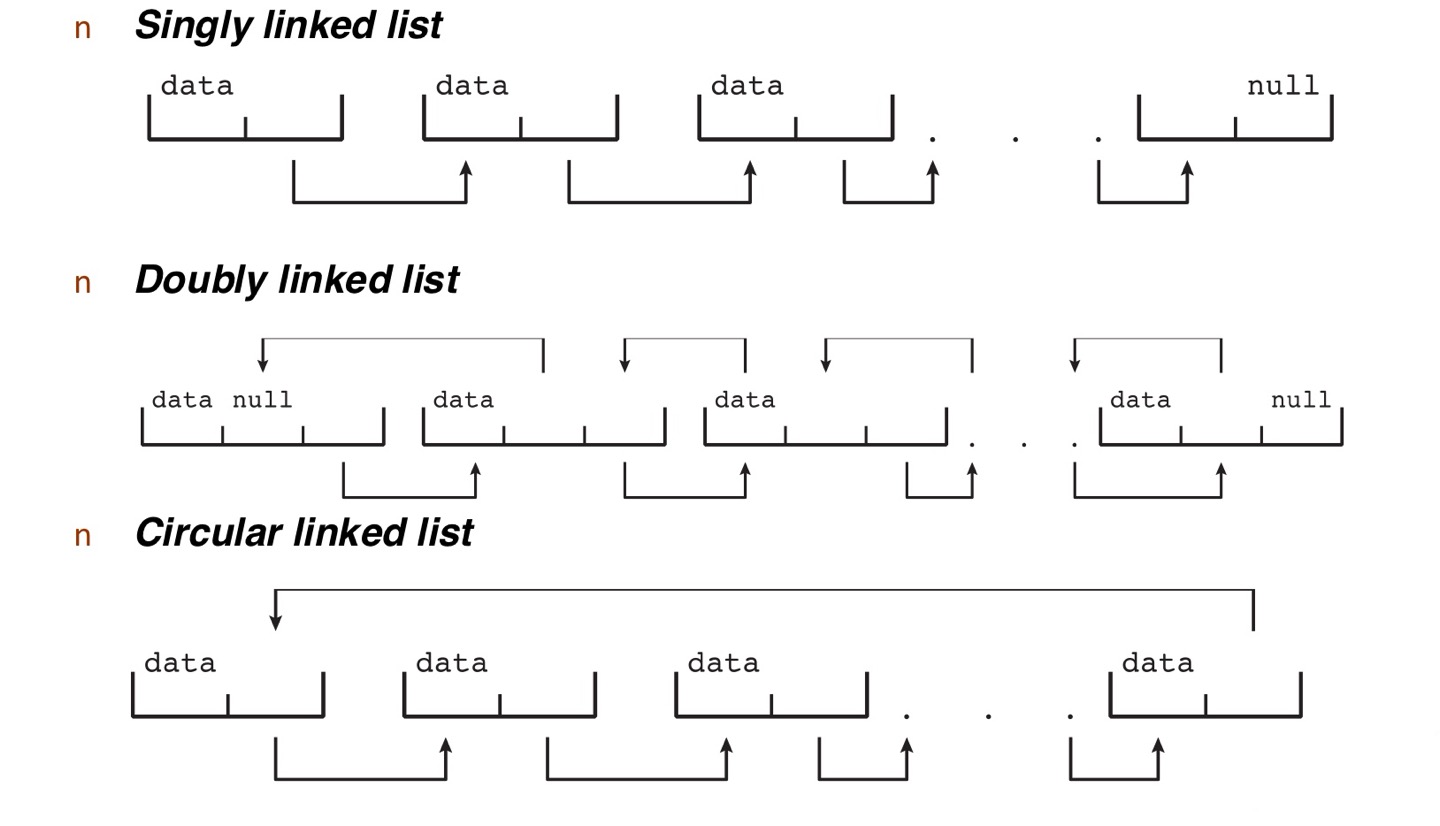 n Singly linked list
data data data . . . null
n Doubly linked list
data null data data . . . data null
n Circular linked list
data data data . . . data